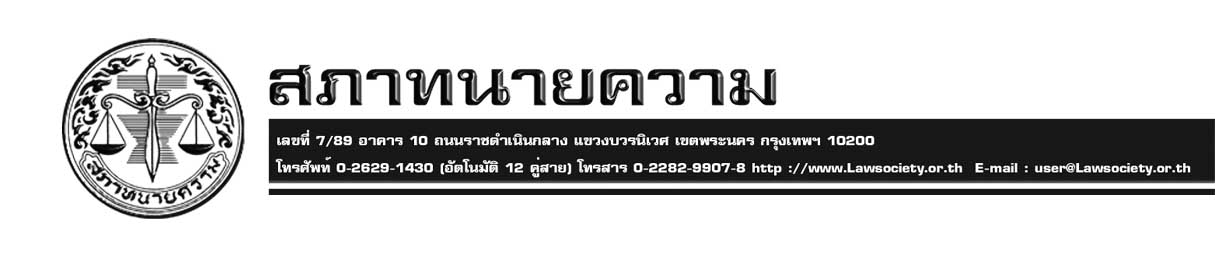 สภาทนายความ
สภาทนายความ
เลขที่ 7/89 อาคาร 10 ถนนราชดำเนินกลาง แขวงบวรนิเวศ เขตพระนคร กรุงเทพฯ 10200
โทรศัพท์ 0-2629-1430 (อัตโนมัติ 12 คู่สาย) โทรสาร 0-2282-9907-8 http ://www.Lawsociety.or.th E-mail : user@Lawsociety.or.th